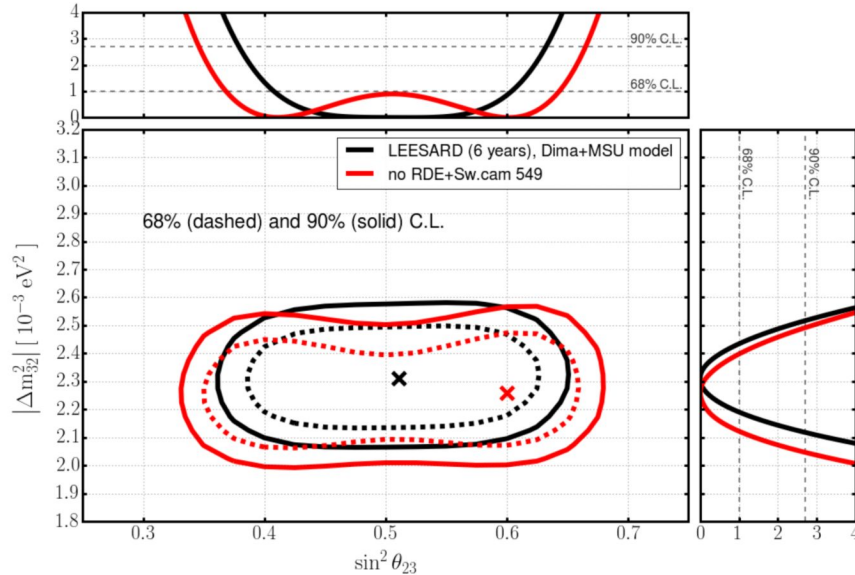 4
3
2
1
0
90% C.L.
68% C.L.
3.2
3.1
3.0
2.9
2.8
2.7
2.6
2.5
2.4
2.3
2.2
2.1
2.0
1.9
1.8
|Δm²₃₂| [ 10⁻³ eV² ]
LEESARD (6 years), Dima+MSU model
no RDE+Sw.cam 549
68% (dashed) and 90% (solid) C.L.
0.3 0.4 0.5 0.6 0.7
sin² θ₂₃
68% C.L.
90% C.L.
0 1 2 3 4